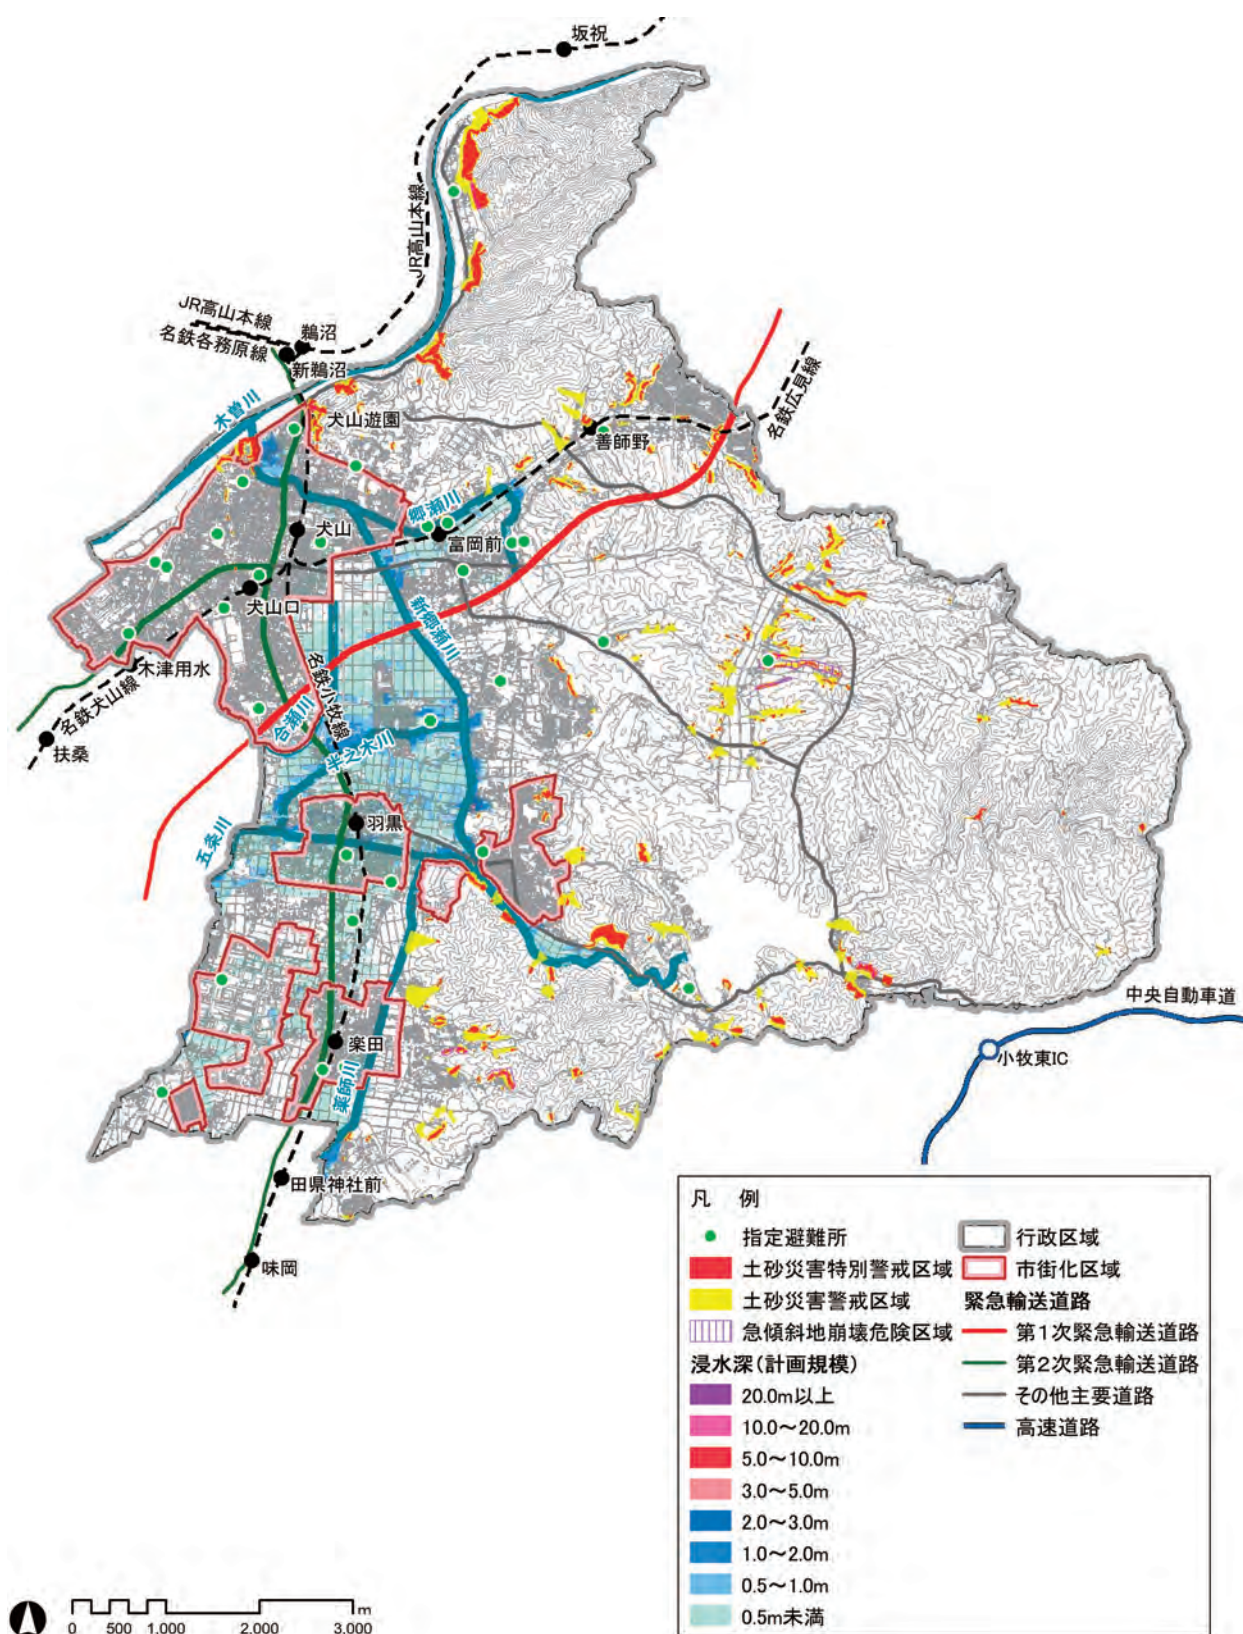 坂祝
JR高山本線
JR高山本線
名鉄各務原線
鵜沼
新鵜沼
木曽川
犬山遊園
善師野
名鉄広見線
郷瀬川
犬山
富岡前
犬山口
新郷瀬川
木津用水
名鉄犬山線
名鉄小牧線
扶桑
合瀬川
半之木川
羽黒
五条川
中央自動車道
小牧東IC
楽田
薬師川
田県神社前
味岡
凡 例
指定避難所
土砂災害特別警戒区域
土砂災害警戒区域
急傾斜地崩壊危険区域
浸水深(計画規模)
20.0m以上
10.0～20.0m
5.0～10.0m
3.0～5.0m
2.0～3.0m
1.0～2.0m
0.5～1.0m
0.5m未満
行政区域
市街化区域
緊急輸送道路
第1次緊急輸送道路
第2次緊急輸送道路
その他主要道路
高速道路
0 500 1,000 2,000 3,000 m